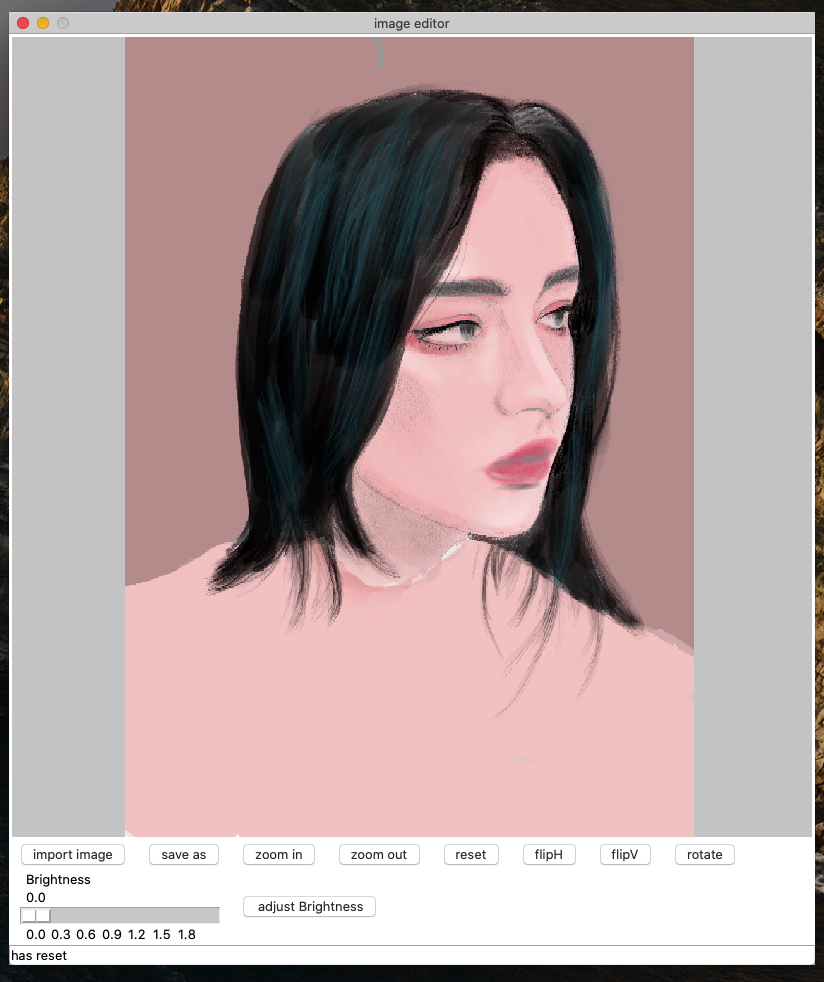 image editor
import image save as zoom in zoom out reset flipH flipV rotate
Brightness
0.0
adjust Brightness
0.0 0.3 0.6 0.9 1.2 1.5 1.8
has reset